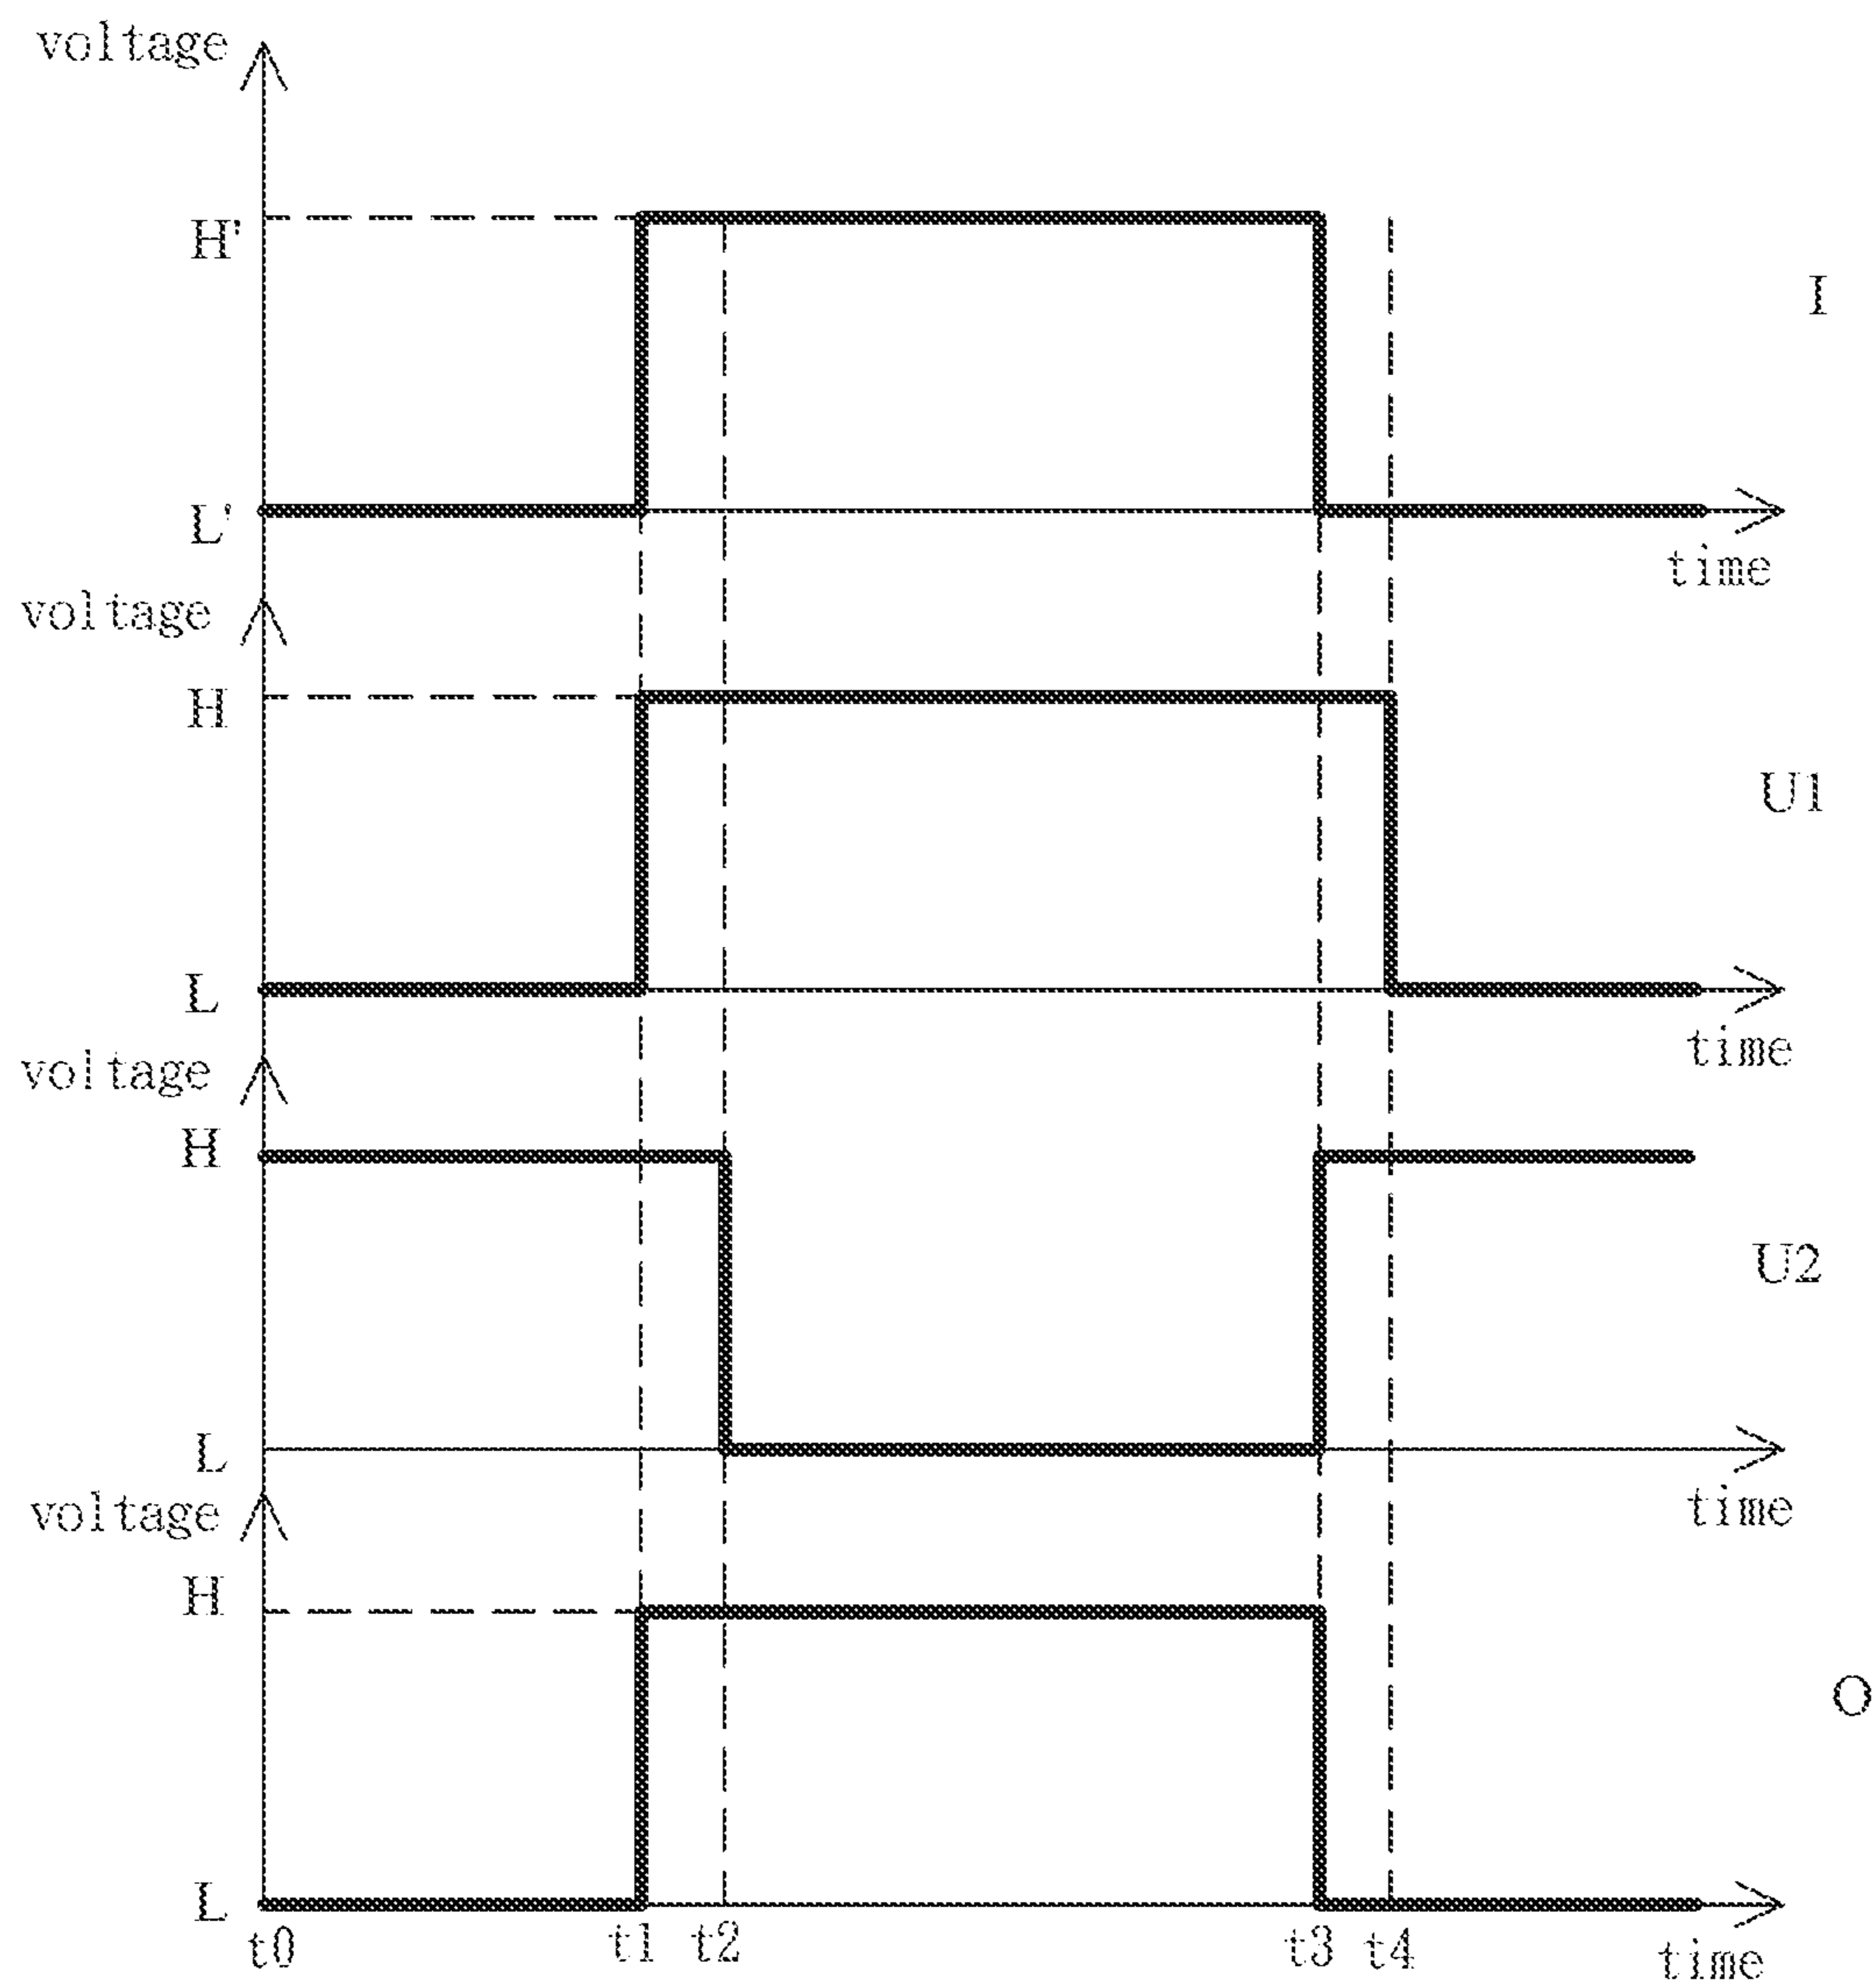 voltage
H'
I
L'
time
voltage
H
U1
L
time
voltage
H
U2
L
time
voltage
H
O
L
t0 t1 t2 t3 t4 time